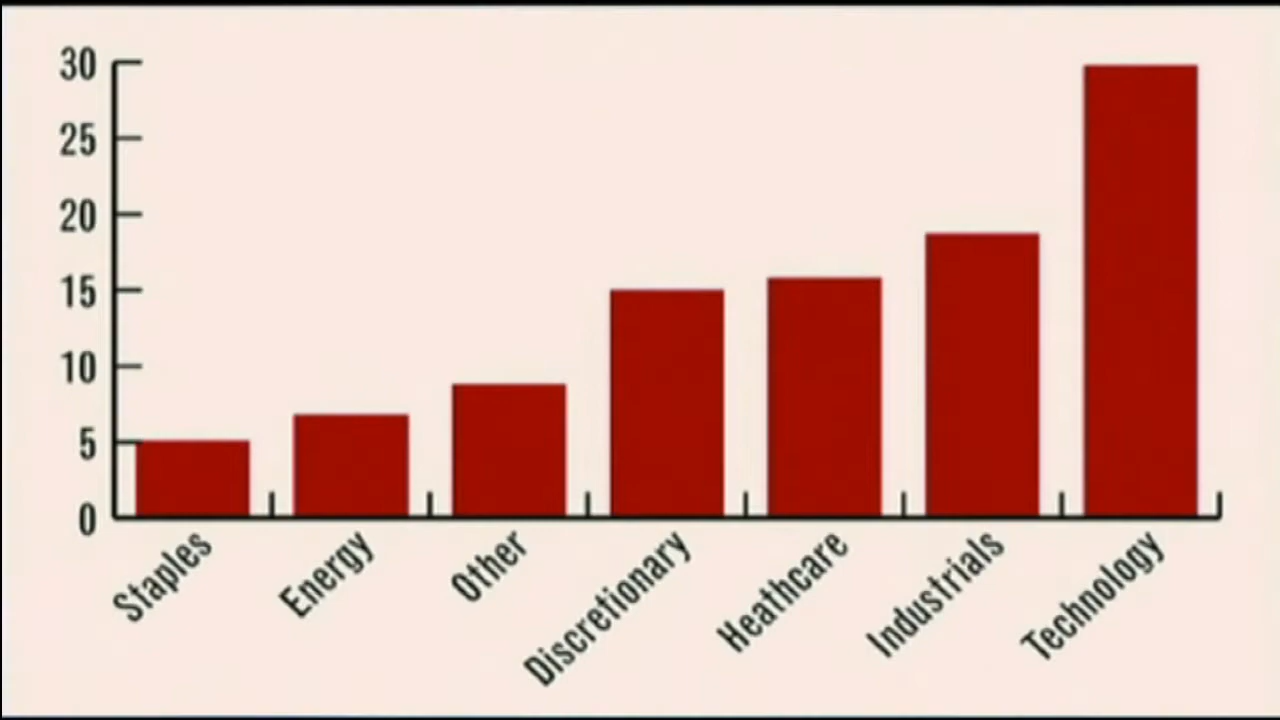 30
25
20
15
10
5
0
Staples
Energy
Other
Discretionary
Heathcare
Industrials
Technology